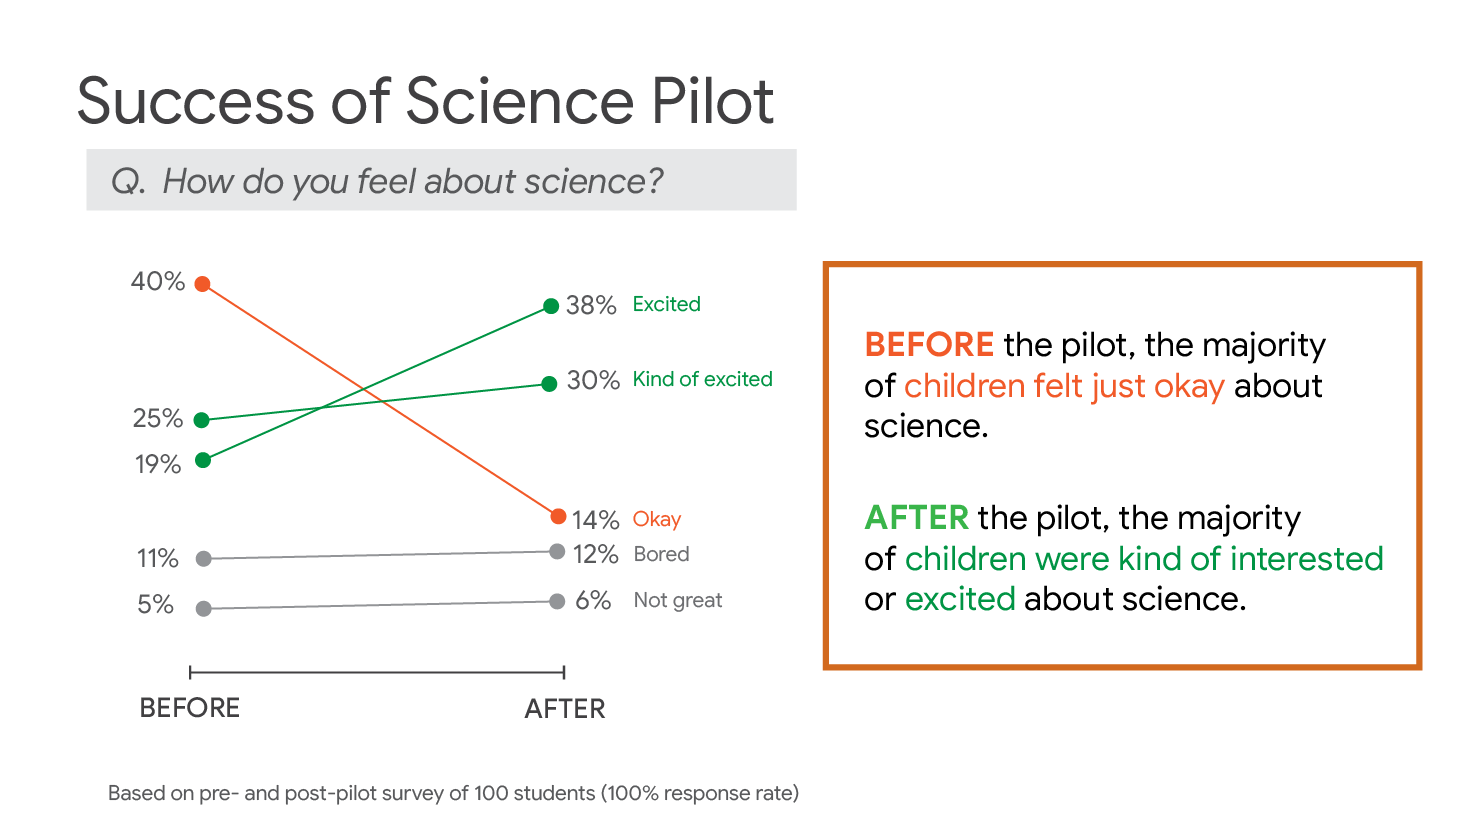 Success of Science Pilot
Q. How do you feel about science?
40%
25%
19%
11%
5%
38% Excited
30% Kind of excited
14% Okay
12% Bored
6% Not great
BEFORE
AFTER
BEFORE the pilot, the majority
of children felt just okay about
science.
AFTER the pilot, the majority
of children were kind of interested
or excited about science.
Based on pre- and post-pilot survey of 100 students (100% response rate)